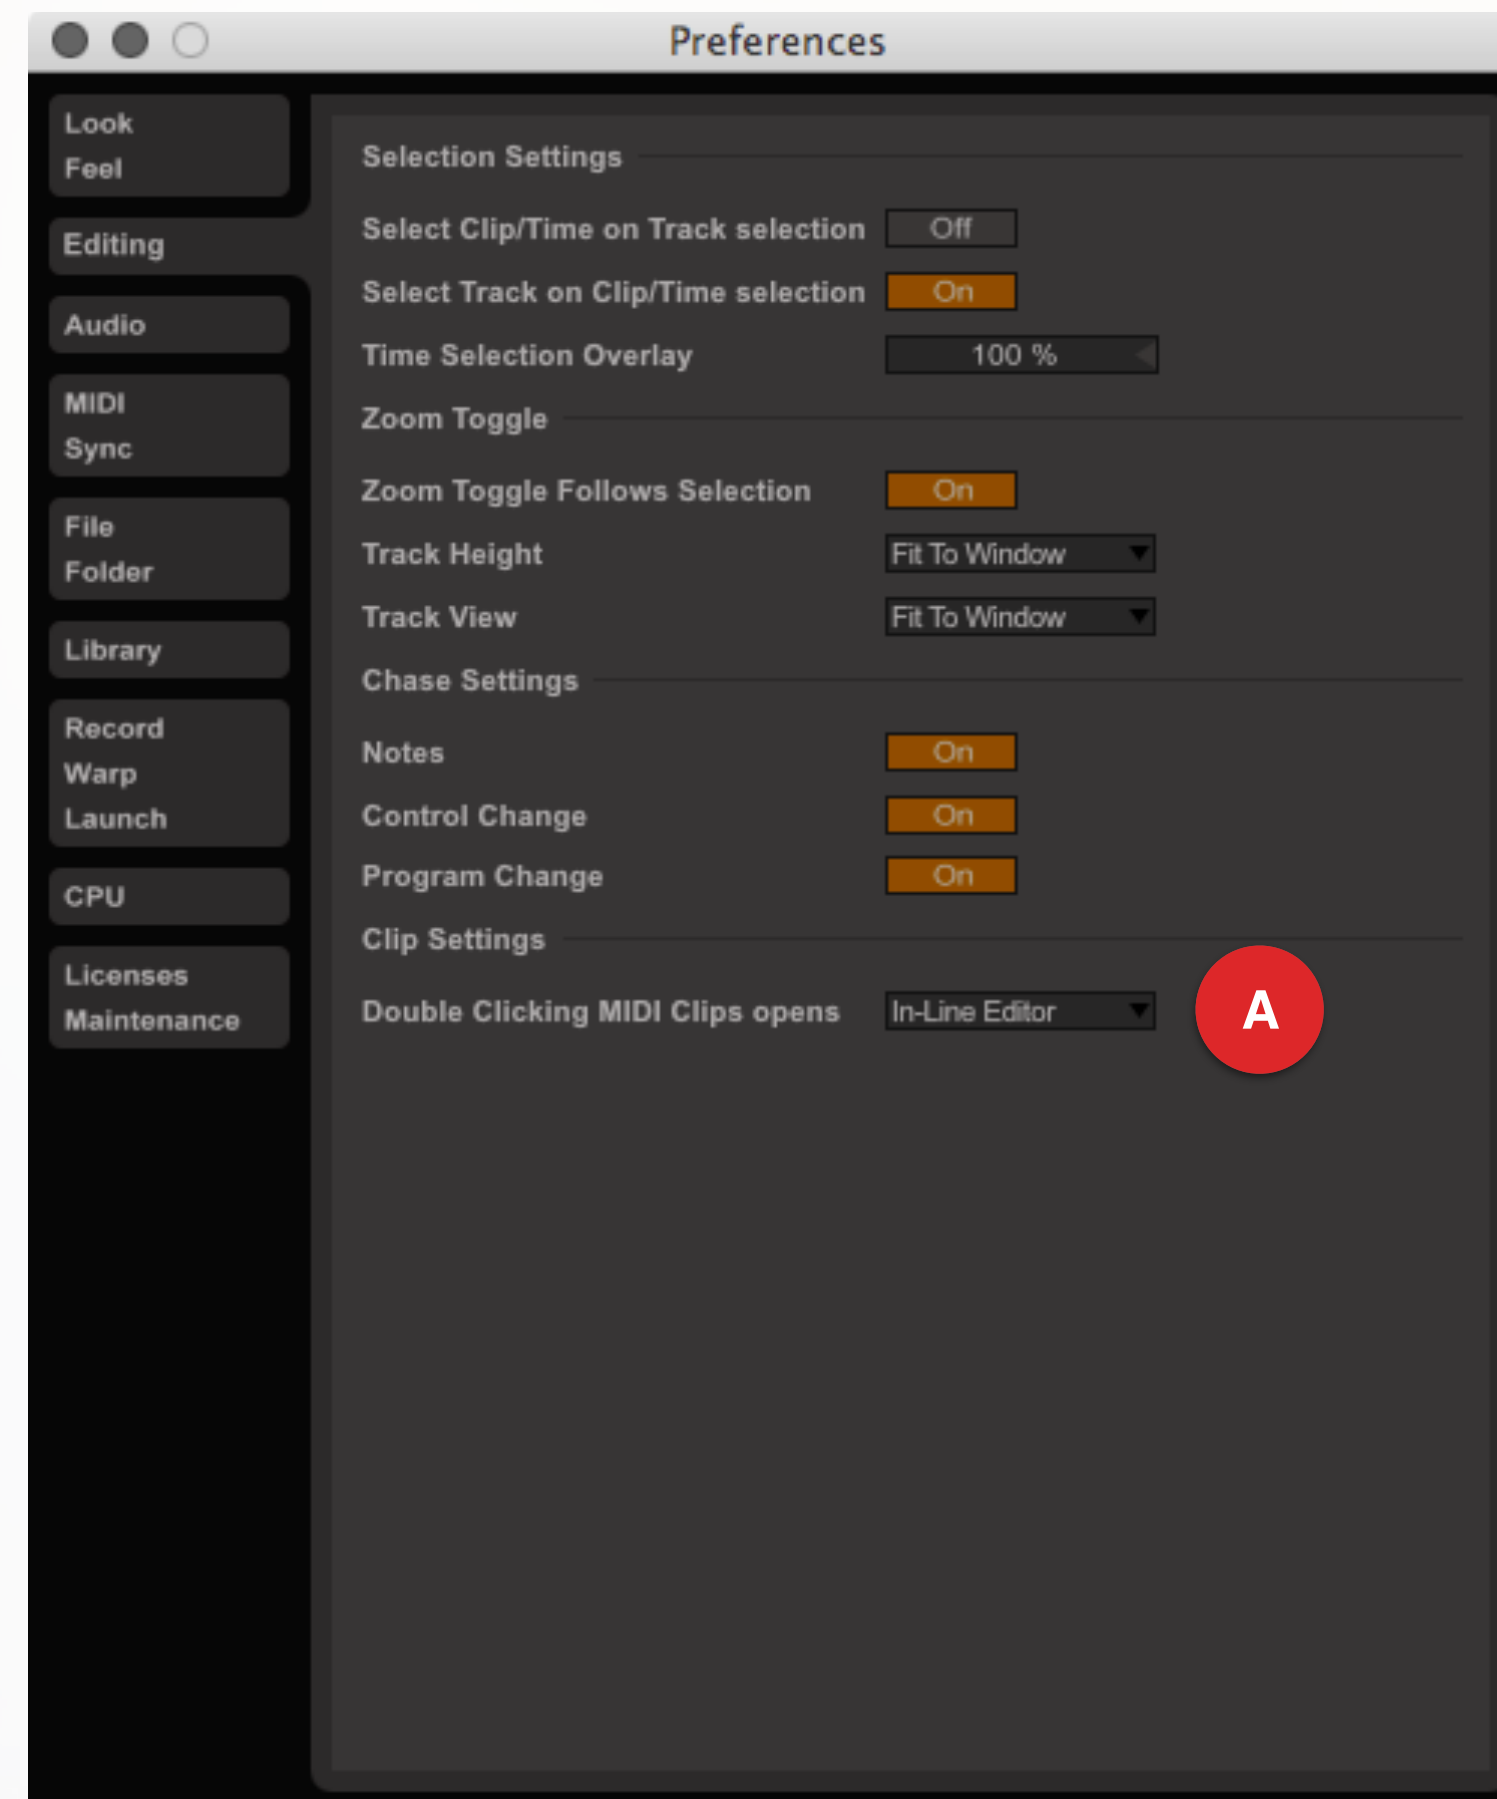 Preferences
Look
Feel
Editing
Audio
MIDI
Sync
File
Folder
Library
Record
Warp
Launch
CPU
Licenses
Maintenance
Selection Settings
Select Clip/Time on Track selection Off
Select Track on Clip/Time selection On
Time Selection Overlay 100 %
Zoom Toggle
Zoom Toggle Follows Selection On
Track Height Fit To Window
Track View Fit To Window
Chase Settings
Notes On
Control Change On
Program Change On
Clip Settings
Double Clicking MIDI Clips opens In-Line Editor A